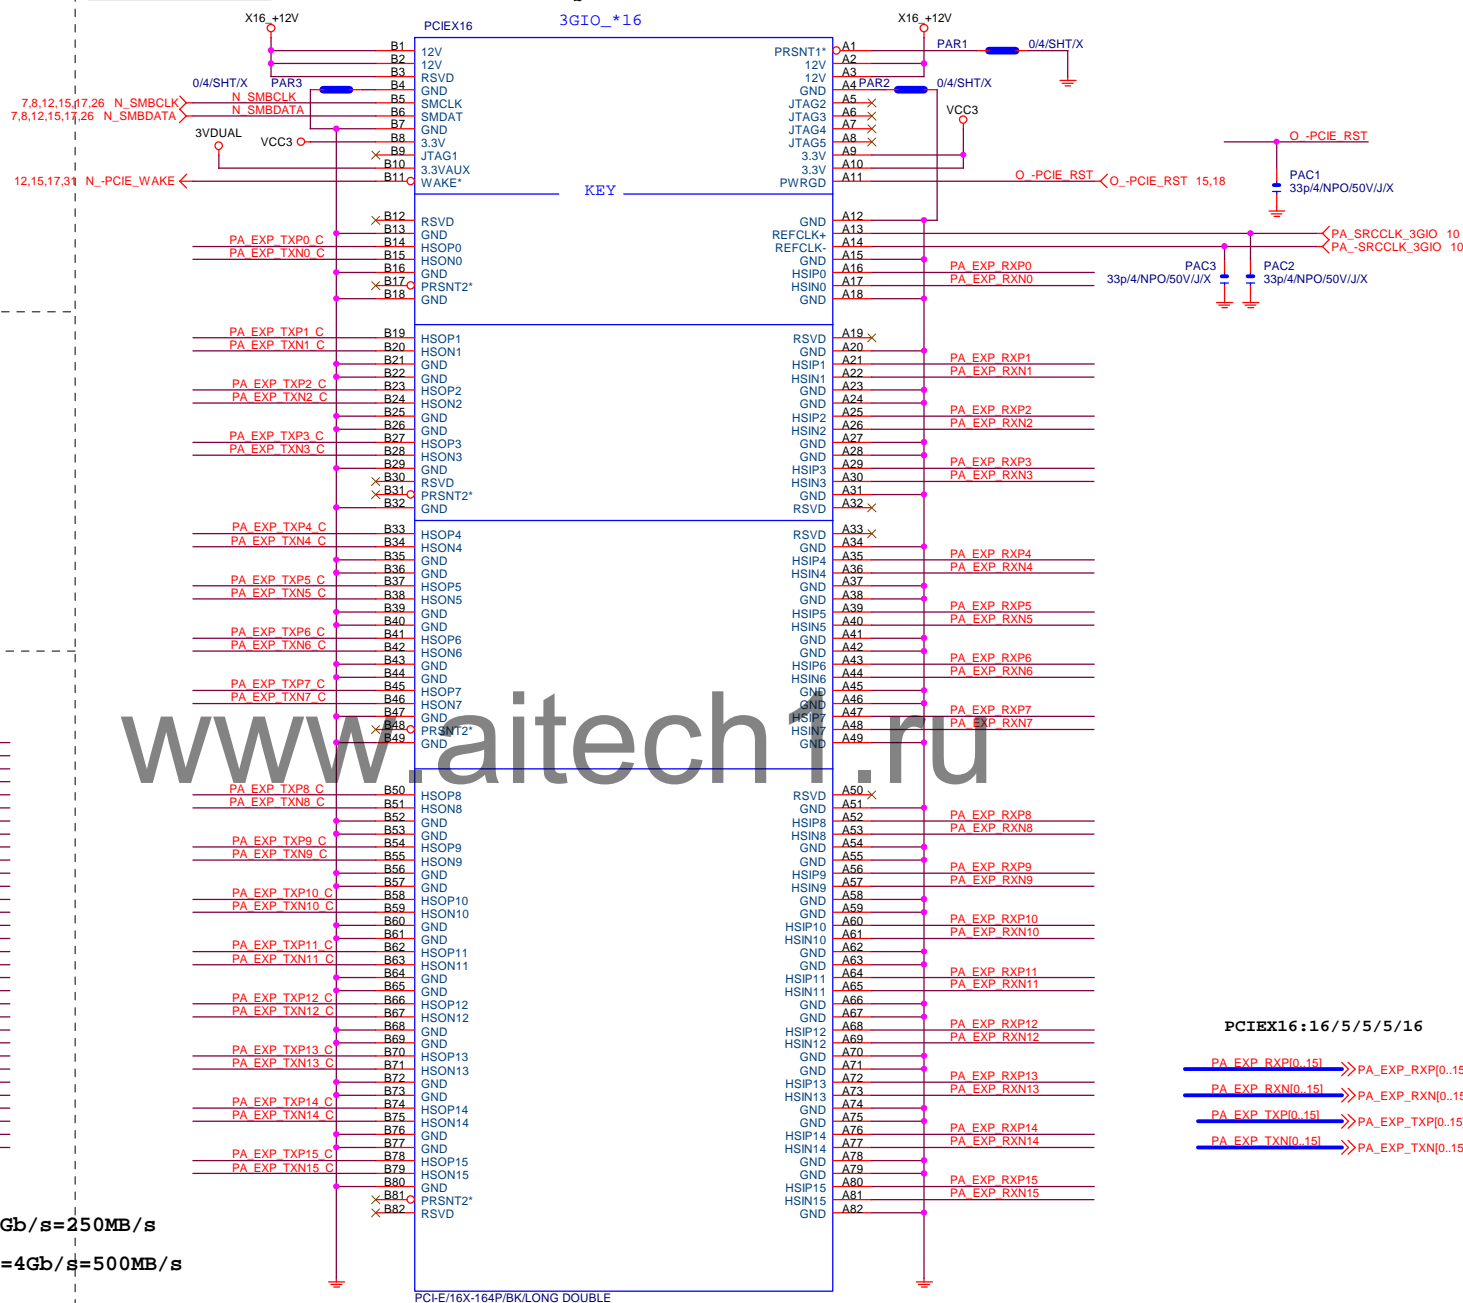 3GIO_*16
X16_+12V
PCIEX16
X16_+12V
B1 12V
B2 12V
B3 RSVD
B4 GND
B5 SMCLK
B6 SMDAT
B7 GND
B8 3.3V
B9 JTAG1
B10 3.3VAUX
B11 WAKE*
0/4/SHT/X PAR3
7,8,12,15,17,26 N_SMBCLK N_SMBCLK
7,8,12,15,17,26 N_SMBDATA N_SMBDATA
3VDUAL
VCC3
12,15,17,31 N_-PCIE_WAKE
KEY
PRSNT1* A1
12V A2
12V A3
GND A4
JTAG2 A5
JTAG3 A6
JTAG4 A7
JTAG5 A8
3.3V A9
3.3V A10
PWRGD A11
PAR1 0/4/SHT/X
PAR2 0/4/SHT/X
VCC3
O_-PCIE_RST O_-PCIE_RST 15,18
O_-PCIE_RST
PAC1
33p/4/NPO/50V/J/X
B12 RSVD
B13 GND
PA_EXP_TXP0_C B14 HSOP0
PA_EXP_TXN0_C B15 HSON0
B16 GND
B17 PRSNT2*
B18 GND
GND A12
REFCLK+ A13 PA_SRCCLK_3GIO 10
REFCLK- A14 PA_-SRCCLK_3GIO 10
GND A15
HSIP0 A16 PA_EXP_RXP0
HSIN0 A17 PA_EXP_RXN0
GND A18
PAC3
33p/4/NPO/50V/J/X
PAC2
33p/4/NPO/50V/J/X
PA_EXP_TXP1_C B19 HSOP1
PA_EXP_TXN1_C B20 HSON1
B21 GND
B22 GND
PA_EXP_TXP2_C B23 HSOP2
PA_EXP_TXN2_C B24 HSON2
B25 GND
B26 GND
PA_EXP_TXP3_C B27 HSOP3
PA_EXP_TXN3_C B28 HSON3
B29 GND
B30 RSVD
B31 PRSNT2*
B32 GND
RSVD A19
GND A20
HSIP1 A21 PA_EXP_RXP1
HSIN1 A22 PA_EXP_RXN1
GND A23
GND A24
HSIP2 A25 PA_EXP_RXP2
HSIN2 A26 PA_EXP_RXN2
GND A27
GND A28
HSIP3 A29 PA_EXP_RXP3
HSIN3 A30 PA_EXP_RXN3
GND A31
RSVD A32
PA_EXP_TXP4_C B33 HSOP4
PA_EXP_TXN4_C B34 HSON4
B35 GND
B36 GND
PA_EXP_TXP5_C B37 HSOP5
PA_EXP_TXN5_C B38 HSON5
B39 GND
B40 GND
PA_EXP_TXP6_C B41 HSOP6
PA_EXP_TXN6_C B42 HSON6
B43 GND
B44 GND
PA_EXP_TXP7_C B45 HSOP7
PA_EXP_TXN7_C B46 HSON7
B47 GND
B48 PRSNT2*
B49 GND
RSVD A33
GND A34
HSIP4 A35 PA_EXP_RXP4
HSIN4 A36 PA_EXP_RXN4
GND A37
GND A38
HSIP5 A39 PA_EXP_RXP5
HSIN5 A40 PA_EXP_RXN5
GND A41
GND A42
HSIP6 A43 PA_EXP_RXP6
HSIN6 A44 PA_EXP_RXN6
GND A45
GND A46
HSIP7 A47 PA_EXP_RXP7
HSIN7 A48 PA_EXP_RXN7
GND A49
www.aitech1.ru
PA_EXP_TXP8_C B50 HSOP8
PA_EXP_TXN8_C B51 HSON8
B52 GND
B53 GND
PA_EXP_TXP9_C B54 HSOP9
PA_EXP_TXN9_C B55 HSON9
B56 GND
B57 GND
PA_EXP_TXP10_C B58 HSOP10
PA_EXP_TXN10_C B59 HSON10
B60 GND
B61 GND
PA_EXP_TXP11_C B62 HSOP11
PA_EXP_TXN11_C B63 HSON11
B64 GND
B65 GND
PA_EXP_TXP12_C B66 HSOP12
PA_EXP_TXN12_C B67 HSON12
B68 GND
B69 GND
PA_EXP_TXP13_C B70 HSOP13
PA_EXP_TXN13_C B71 HSON13
B72 GND
B73 GND
PA_EXP_TXP14_C B74 HSOP14
PA_EXP_TXN14_C B75 HSON14
B76 GND
B77 GND
PA_EXP_TXP15_C B78 HSOP15
PA_EXP_TXN15_C B79 HSON15
B80 GND
B81 PRSNT2*
B82 RSVD
RSVD A50
GND A51
HSIP8 A52 PA_EXP_RXP8
HSIN8 A53 PA_EXP_RXN8
GND A54
GND A55
HSIP9 A56 PA_EXP_RXP9
HSIN9 A57 PA_EXP_RXN9
GND A58
GND A59
HSIP10 A60 PA_EXP_RXP10
HSIN10 A61 PA_EXP_RXN10
GND A62
GND A63
HSIP11 A64 PA_EXP_RXP11
HSIN11 A65 PA_EXP_RXN11
GND A66
GND A67
HSIP12 A68 PA_EXP_RXP12
HSIN12 A69 PA_EXP_RXN12
GND A70
GND A71
HSIP13 A72 PA_EXP_RXP13
HSIN13 A73 PA_EXP_RXN13
GND A74
GND A75
HSIP14 A76 PA_EXP_RXP14
HSIN14 A77 PA_EXP_RXN14
GND A78
GND A79
HSIP15 A80 PA_EXP_RXP15
HSIN15 A81 PA_EXP_RXN15
GND A82
PCIEX16:16/5/5/5/16
PA_EXP_RXP[0..15] PA_EXP_RXP[0..15
PA_EXP_RXN[0..15] PA_EXP_RXN[0..15
PA_EXP_TXP[0..15] PA_EXP_TXP[0..15
PA_EXP_TXN[0..15] PA_EXP_TXN[0..15
Gb/s=250MB/s
=4Gb/s=500MB/s
PCI-E/16X-164P/BK/LONG DOUBLE